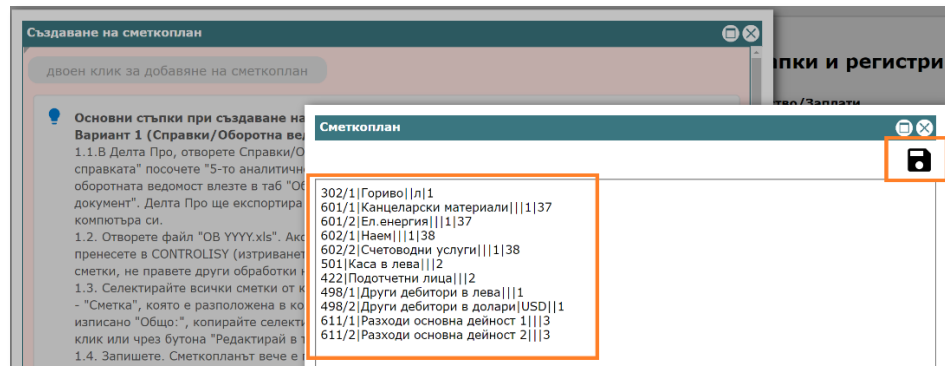 Създаване на сметкоплан
двоен клик за добавяне на сметкоплан
пки и регистри
тво/Заплати
Основни стъпки при създаване на
Вариант 1 (Справки/Оборотна ве
1.1.В Делта Про, отворете Справки/О
справката" посочете "5-то аналитичн
оборотната ведомост влезте в таб "Об
документ". Делта Про ще експортира
компютъра си.
1.2. Отворете файл "ОВ YYYY.xls". Акс
пренесете в CONTROLISY (изтриванет
сметки, не правете други обработки н
1.3. Селектирайте всички сметки от к
- "Сметка", която е разположена в ко
изписано "Общо:", копирайте селекти
клик или чрез бутона "Редактирай в т
1.4. Запишете. Сметкопланът вече е г
Сметкоплан
302/1|Гориво||л|1
601/1|Канцеларски материали|||1|37
601/2|Ел.енергия|||1|37
602/1|Наем|||1|38
602/2|Счетоводни услуги|||1|38
501|Каса в лева|||2
422|Подотчетни лица|||2
498/1|Други дебитори в лева|||1
498/2|Други дебитори в долари|USD||1
611/1|Разходи основна дейност 1|||3
611/2|Разходи основна дейност 2|||3